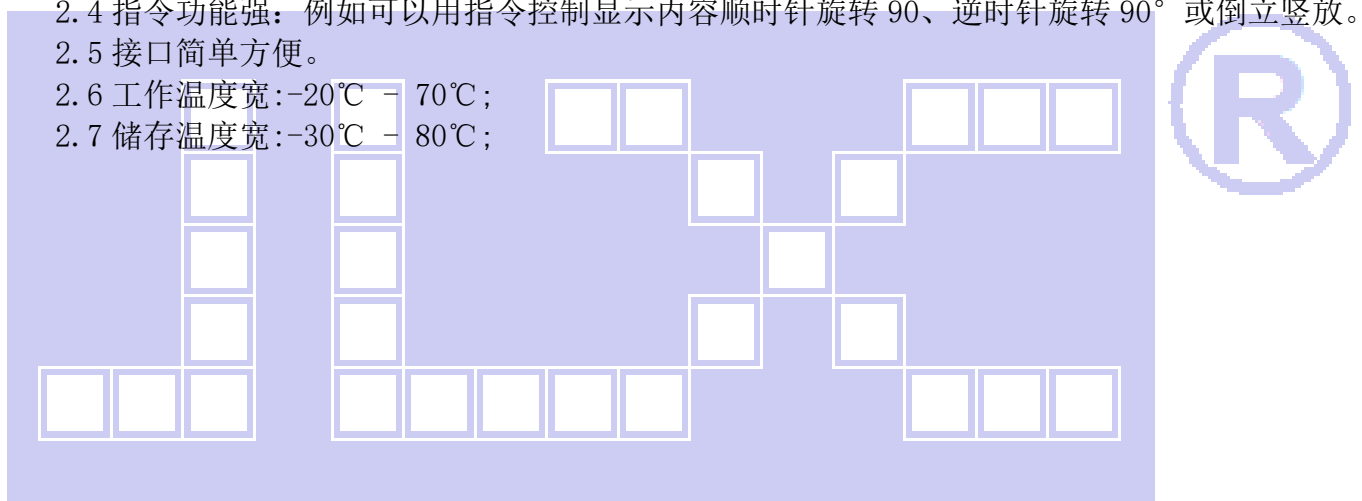 2.4 指令功能强：例如可以用指令控制显示内容顺时针旋转 90、逆时针旋转 90°或倒立竖放。
2.5 接口简单方便。
2.6 工作温度宽:-20℃ - 70℃;
2.7 储存温度宽:-30℃ - 80℃;
JLX
®